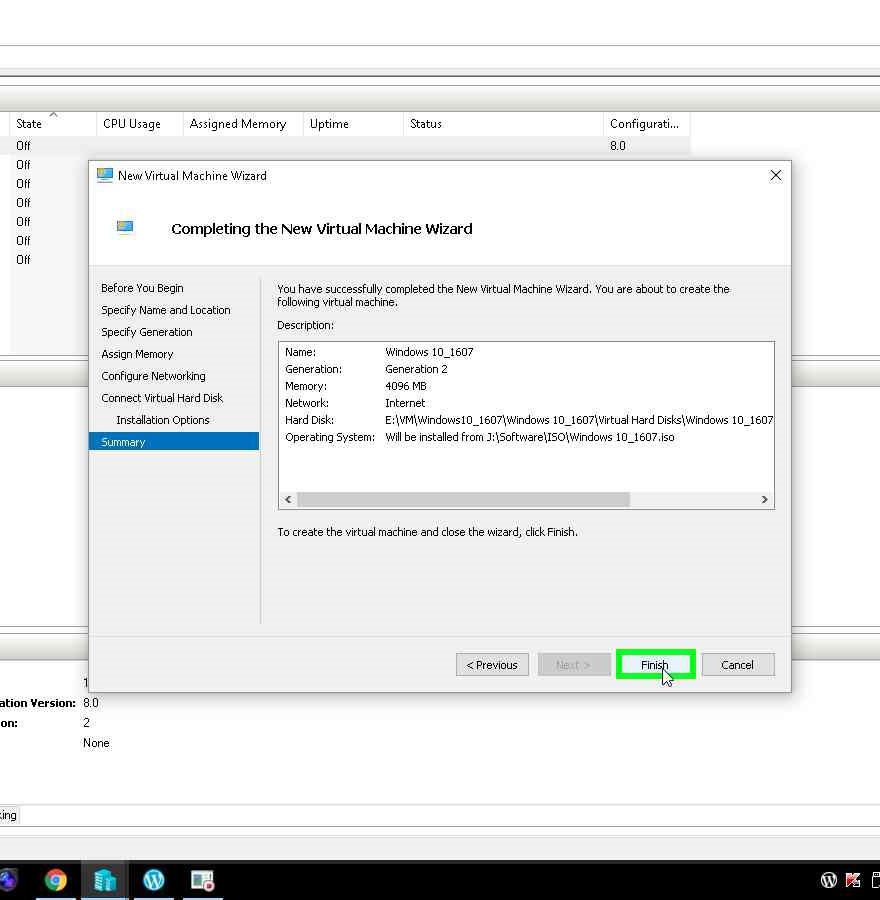 State CPU Usage Assigned Memory Uptime Status Configurati...
Off 8.0
Off
Off
Off
Off
Off
Off
New Virtual Machine Wizard
Completing the New Virtual Machine Wizard
Before You Begin
Specify Name and Location
Specify Generation
Assign Memory
Configure Networking
Connect Virtual Hard Disk
Installation Options
Summary
You have successfully completed the New Virtual Machine Wizard. You are about to create the
following virtual machine.
Description:
Name: Windows 10_1607
Generation: Generation 2
Memory: 4096 MB
Network: Internet
Hard Disk: E:\VM\Windows10_1607\Windows 10_1607\Virtual Hard Disks\Windows 10_1607
Operating System: Will be installed from J:\Software\ISO\Windows 10_1607.iso
To create the virtual machine and close the wizard, click Finish.
< Previous Next > Finish Cancel
ation Version: 8.0
on: 2
None
king